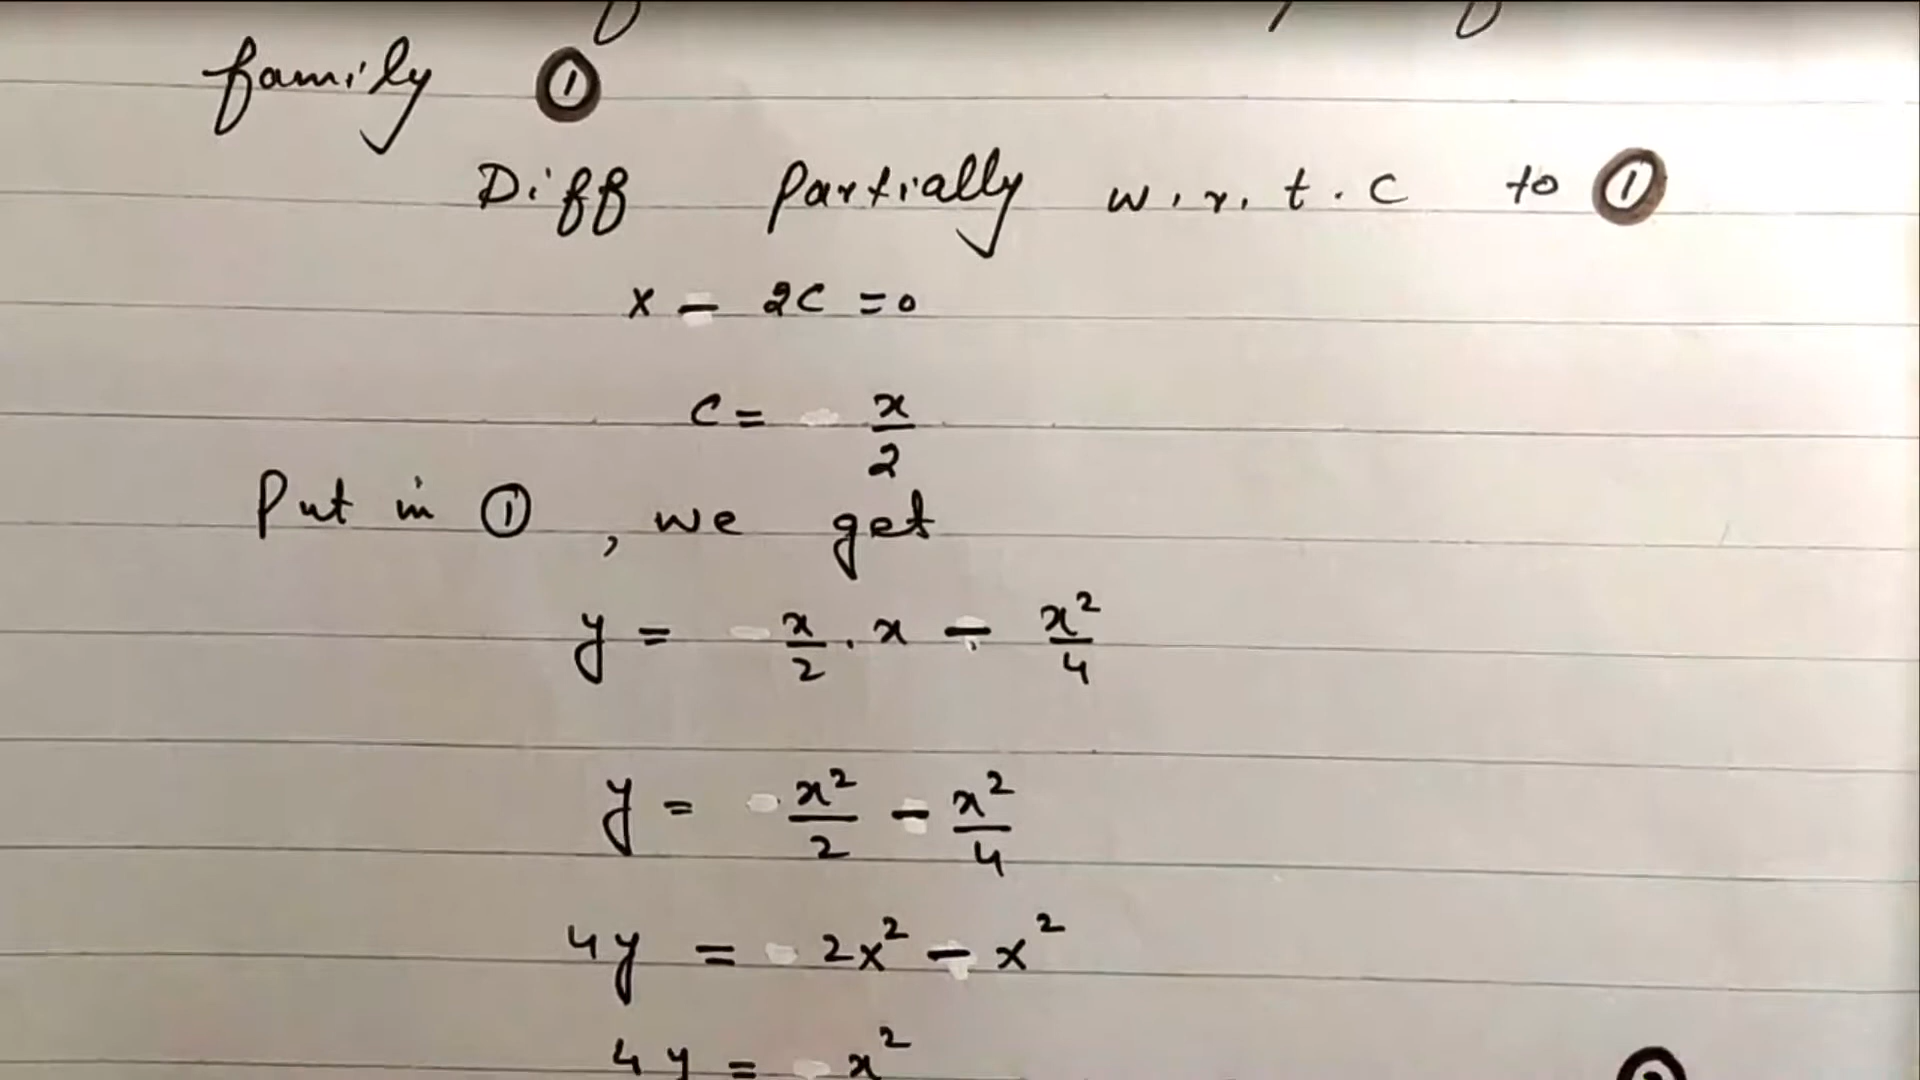 family ①
Diff Partially w.r.t. c to ①
x - 2c = 0
c = x/2
Put in ①, we get
y = x/2 . x - x²/4
y = x²/2 - x²/4
4y = 2x² - x²
4y = x²